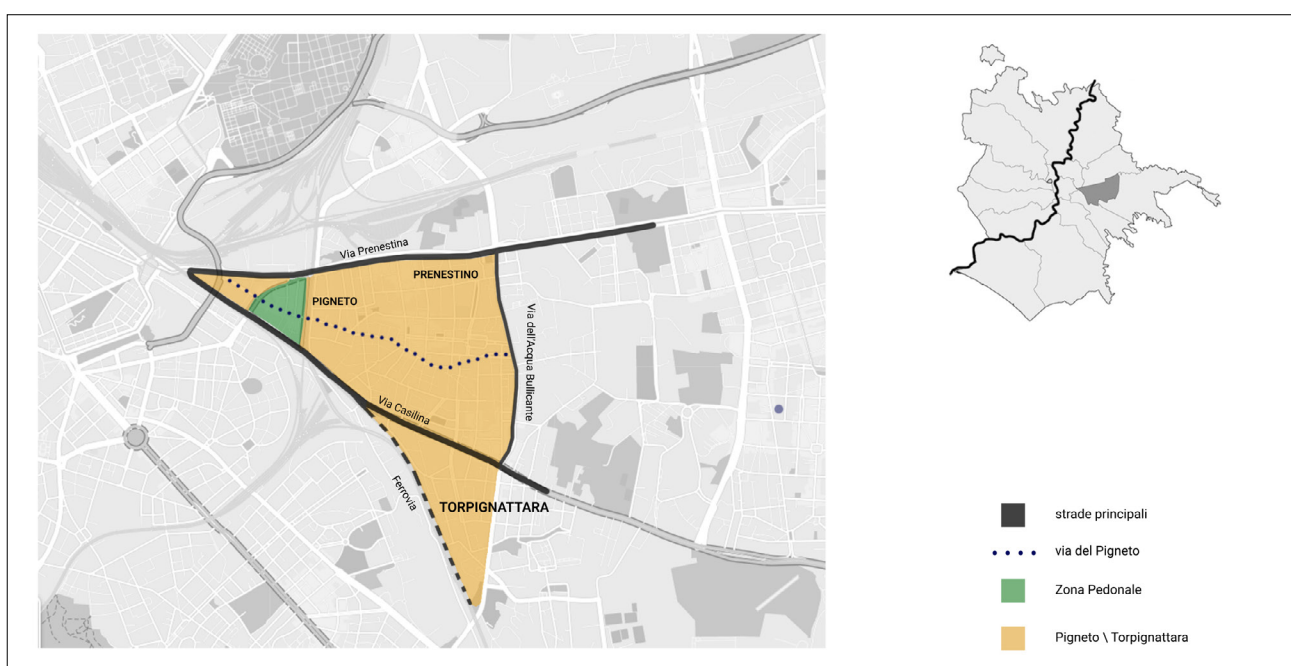 Via Prenestina
PRENESTINO
PIGNETO
Via dell'Acqua Bullicante
Via Casilina
Ferrovia
TORPIGNATTARA
strade principali
via del Pigneto
Zona Pedonale
Pigneto \ Torpignattara